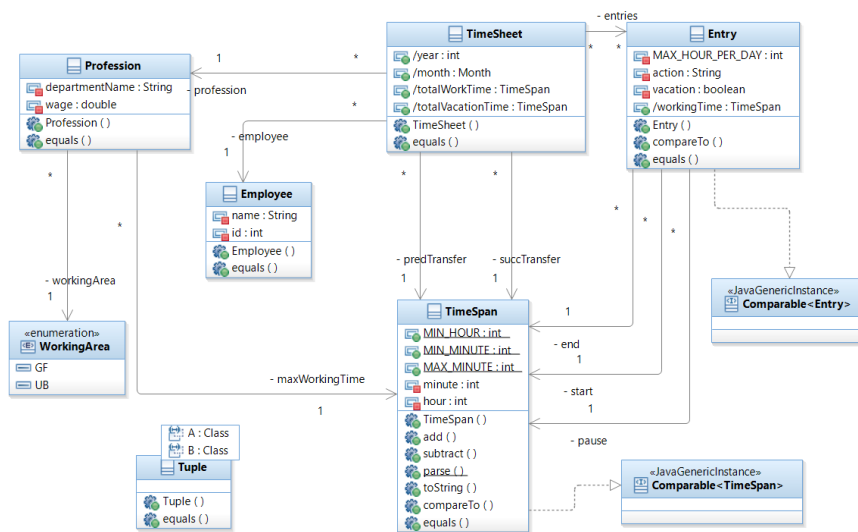 - entries
Profession
departmentName : String
wage : double
Profession ( )
equals ( )
1
*
- profession
TimeSheet
/year : int
/month : Month
/totalWorkTime : TimeSpan
/totalVacationTime : TimeSpan
TimeSheet ( )
equals ( )
*
*
Entry
MAX_HOUR_PER_DAY : int
action : String
vacation : boolean
/workingTime : TimeSpan
Entry ( )
compareTo ( )
equals ( )
*
- employee
1
*
*
*
*
*
*
*
Employee
name : String
id : int
Employee ( )
equals ( )
- workingArea
1
- predTransfer
1
- succTransfer
1
«JavaGenericInstance»
Comparable<Entry>
«enumeration»
WorkingArea
GF
UB
TimeSpan
MIN_HOUR : int
MIN_MINUTE : int
MAX_MINUTE : int
minute : int
hour : int
TimeSpan ( )
add ( )
subtract ( )
parse ( )
toString ( )
compareTo ( )
equals ( )
1
- end
1
- start
1
- pause
- maxWorkingTime
1
A : Class
B : Class
Tuple
Tuple ( )
equals ( )
«JavaGenericInstance»
Comparable<TimeSpan>